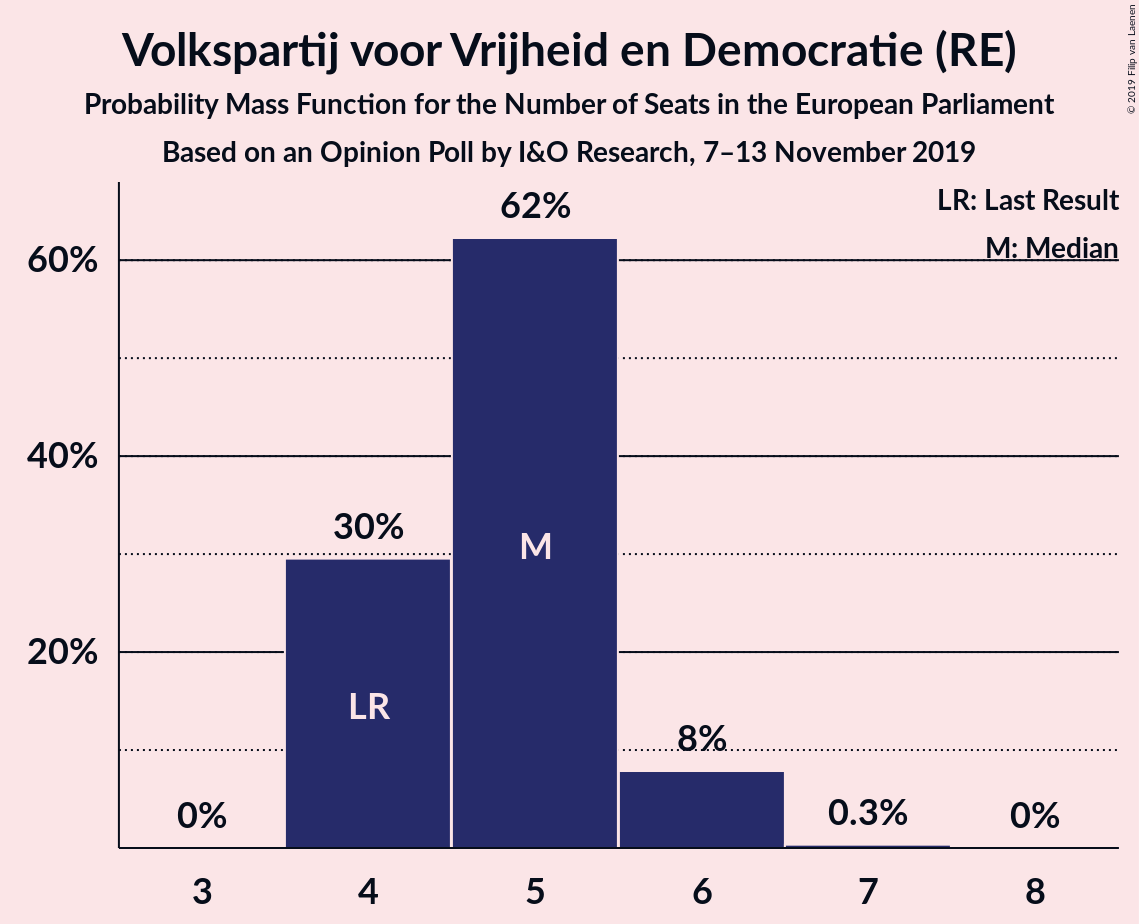 Volkspartij voor Vrijheid en Democratie (RE)
Probability Mass Function for the Number of Seats in the European Parliament
Based on an Opinion Poll by I&O Research, 7–13 November 2019
© 2019 Filip van Laenen
LR: Last Result
M: Median
62%
60%
40%
30%
M
20%
LR
8%
0%
0.3%
0%
3 4 5 6 7 8